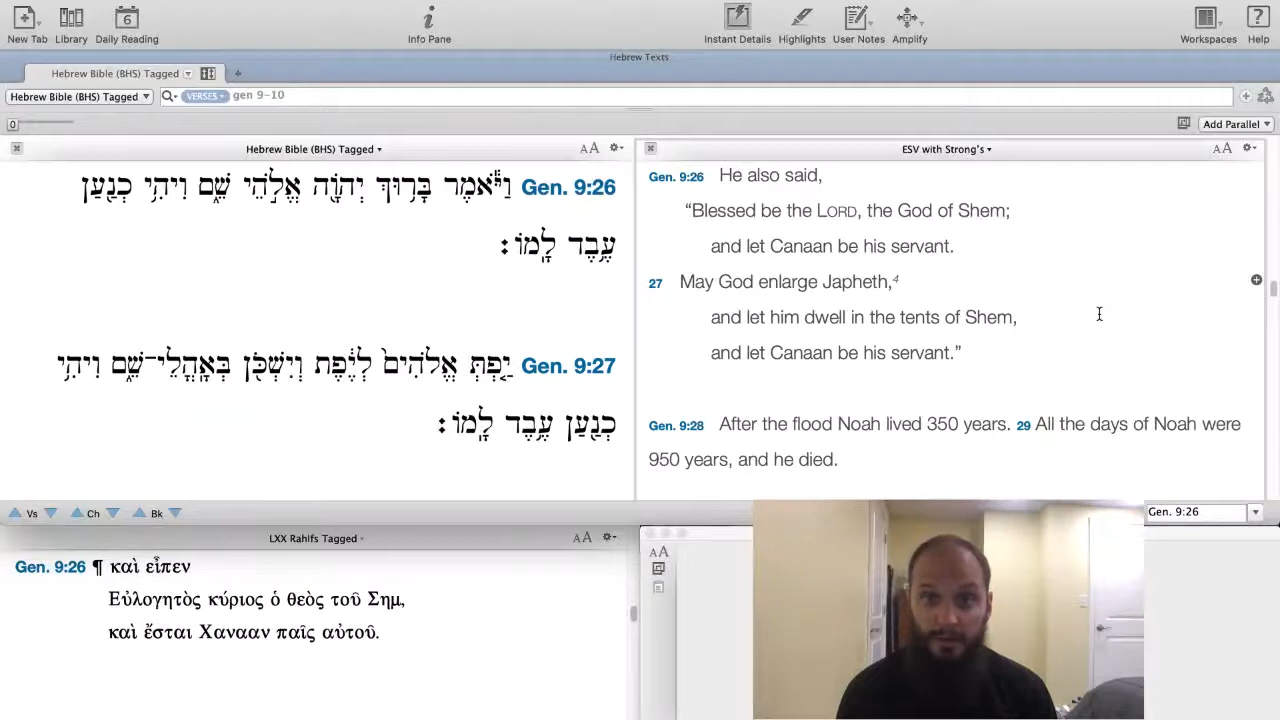 New Tab Library Daily Reading Info Pane Instant Details Highlights User Notes Amplify Workspaces Help
6
Hebrew Texts
Hebrew Bible (BHS) Tagged
Hebrew Bible (BHS) Tagged VERSES gen 9-10
0 Add Parallel
Hebrew Bible (BHS) Tagged AA
Gen. 9:26 וַיֹּ֕אמֶר בָּר֥וּךְ יְהֹוָ֖ה אֱלֹ֣הֵי שֵׁ֑ם וִיהִ֥י כְנַ֖עַן
עֶ֥בֶד לָֽמוֹ׃
Gen. 9:27 יַ֤פְתְּ אֱלֹהִים֙ לְיֶ֔פֶת וְיִשְׁכֹּ֖ן בְּאׇֽהֳלֵי־שֵׁ֑ם וִיהִ֥י
כְנַ֖עַן עֶ֥בֶד לָֽמוֹ׃
Vs Ch Bk
ESV with Strong's AA
Gen. 9:26 He also said,
“Blessed be the LORD, the God of Shem;
and let Canaan be his servant.
27 May God enlarge Japheth,4
and let him dwell in the tents of Shem,
and let Canaan be his servant.”
Gen. 9:28 After the flood Noah lived 350 years. 29 All the days of Noah were
950 years, and he died.
Gen. 9:26
LXX Rahlfs Tagged AA
Gen. 9:26 ¶ καὶ εἶπεν
Εὐλογητὸς κύριος ὁ θεὸς τοῦ Σημ,
καὶ ἔσται Χανααν παῖς αὐτοῦ.
AA